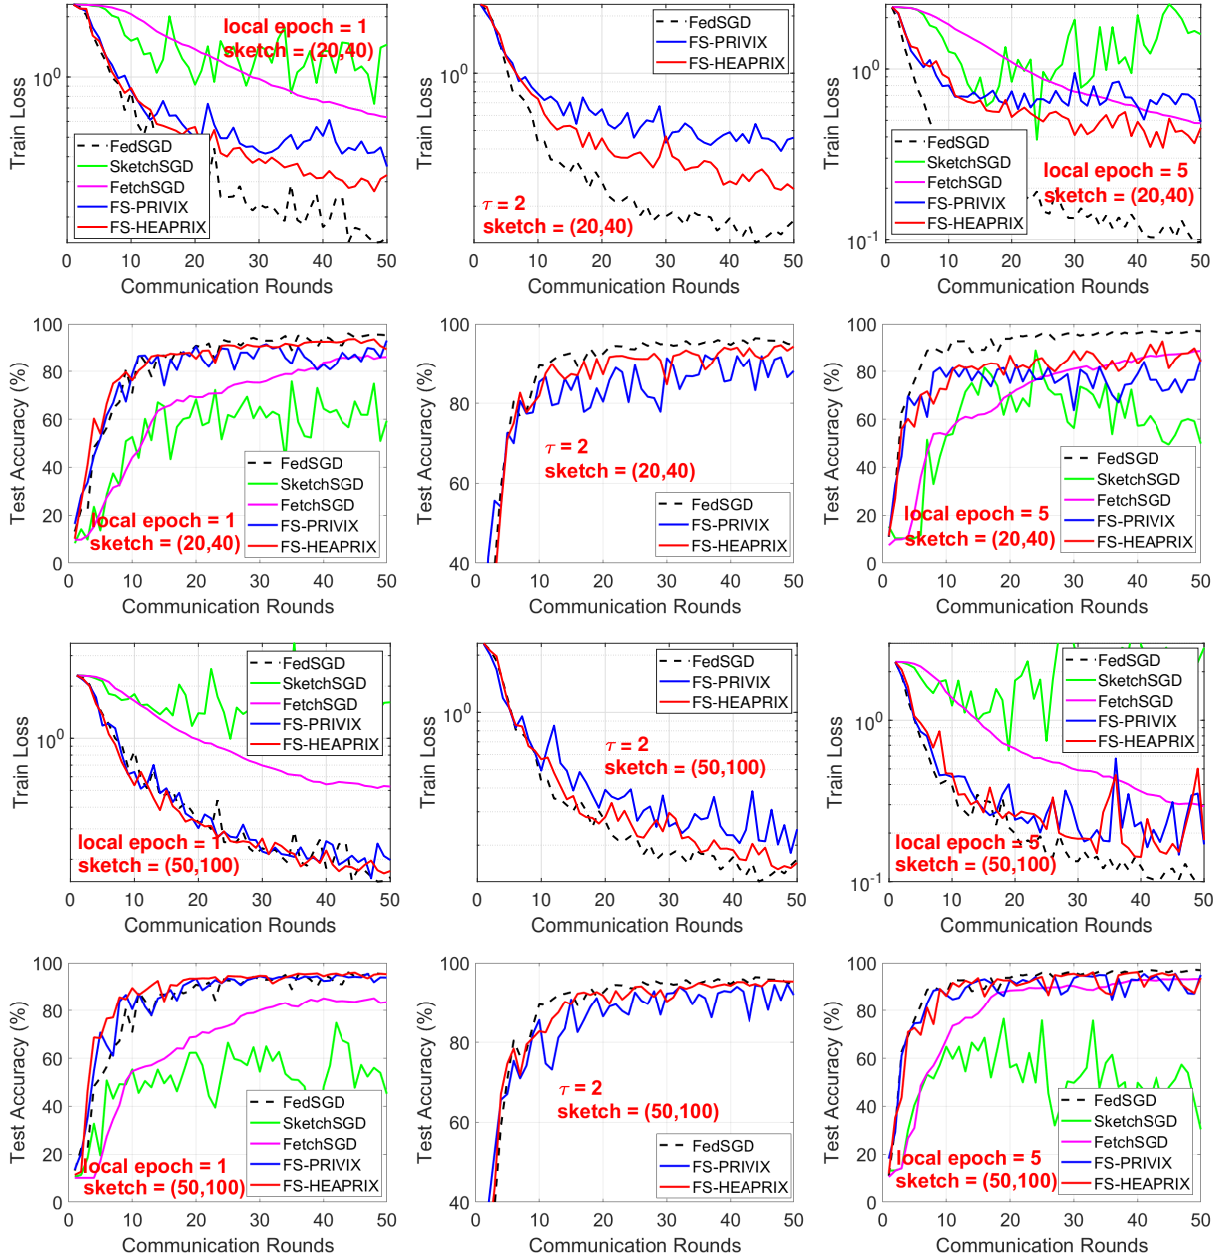 10^0
Train Loss
local epoch = 1
sketch = (20,40)
FedSGD
SketchSGD
FetchSGD
FS-PRIVIX
FS-HEAPRIX
0 10 20 30 40 50
Communication Rounds
10^0
Train Loss
FedSGD
FS-PRIVIX
FS-HEAPRIX
τ = 2
sketch = (20,40)
0 10 20 30 40 50
Communication Rounds
10^0
10^-1
Train Loss
FedSGD
SketchSGD
FetchSGD
FS-PRIVIX
FS-HEAPRIX
local epoch = 5
sketch = (20,40)
0 10 20 30 40 50
Communication Rounds
100
80
60
40
20
0
Test Accuracy (%)
FedSGD
SketchSGD
FetchSGD
FS-PRIVIX
FS-HEAPRIX
local epoch = 1
sketch = (20,40)
0 10 20 30 40 50
Communication Rounds
100
80
60
40
Test Accuracy (%)
τ = 2
sketch = (20,40)
FedSGD
FS-PRIVIX
FS-HEAPRIX
0 10 20 30 40 50
Communication Rounds
100
80
60
40
20
0
Test Accuracy (%)
FedSGD
SketchSGD
FetchSGD
FS-PRIVIX
FS-HEAPRIX
local epoch = 5
sketch = (20,40)
0 10 20 30 40 50
Communication Rounds
10^0
Train Loss
FedSGD
SketchSGD
FetchSGD
FS-PRIVIX
FS-HEAPRIX
local epoch = 1
sketch = (50,100)
0 10 20 30 40 50
Communication Rounds
10^0
Train Loss
FedSGD
FS-PRIVIX
FS-HEAPRIX
τ = 2
sketch = (50,100)
0 10 20 30 40 50
Communication Rounds
10^0
10^-1
Train Loss
FedSGD
SketchSGD
FetchSGD
FS-PRIVIX
FS-HEAPRIX
local epoch = 5
sketch = (50,100)
0 10 20 30 40 50
Communication Rounds
100
80
60
40
20
0
Test Accuracy (%)
FedSGD
SketchSGD
FetchSGD
FS-PRIVIX
FS-HEAPRIX
local epoch = 1
sketch = (50,100)
0 10 20 30 40 50
Communication Rounds
100
80
60
40
Test Accuracy (%)
τ = 2
sketch = (50,100)
FedSGD
FS-PRIVIX
FS-HEAPRIX
0 10 20 30 40 50
Communication Rounds
100
80
60
40
20
0
Test Accuracy (%)
FedSGD
SketchSGD
FetchSGD
FS-PRIVIX
FS-HEAPRIX
local epoch = 5
sketch = (50,100)
0 10 20 30 40 50
Communication Rounds